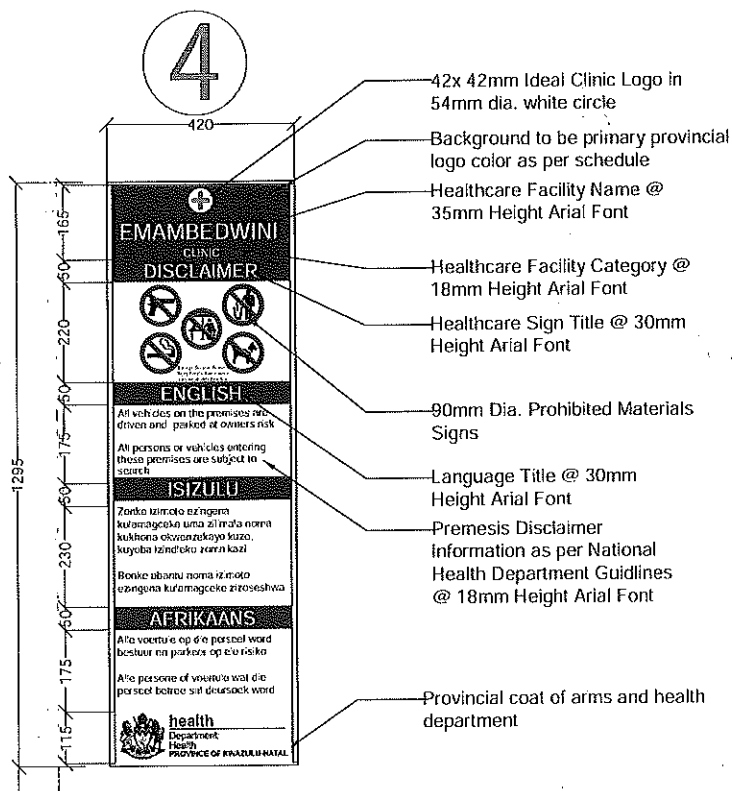 4
420
1295
165
50
220
50
175
50
230
50
175
115
EMAMBEDWINI
CLINIC
DISCLAIMER
ENGLISH
All vehicles on the premises are
driven and parked at owners risk
All persons or vehicles entering
these premises are subject to
search
ISIZULU
Zonke izimoto ezingena
ku'amagceke uma zilimala noma
kukhona okwenzekayo kuzo,
kuyoba izindleko zomnikazi
Bonke abantu noma izimoto
ezingena ku'amagceke zizoseshwa
AFRIKAANS
Alle voertuie op die perseel word
bestuur en parkeer op eie risiko
Alle persone of voertuie wat die
perseel betree sal deursoek word
health
Department:
Health
PROVINCE OF KWAZULU-NATAL
42x 42mm Ideal Clinic Logo in
54mm dia. white circle
Background to be primary provincial
logo color as per schedule
Healthcare Facility Name @
35mm Height Arial Font
Healthcare Facility Category @
18mm Height Arial Font
Healthcare Sign Title @ 30mm
Height Arial Font
90mm Dia. Prohibited Materials
Signs
Language Title @ 30mm
Height Arial Font
Premesis Disclaimer
Information as per National
Health Department Guidlines
@ 18mm Height Arial Font
Provincial coat of arms and health
department